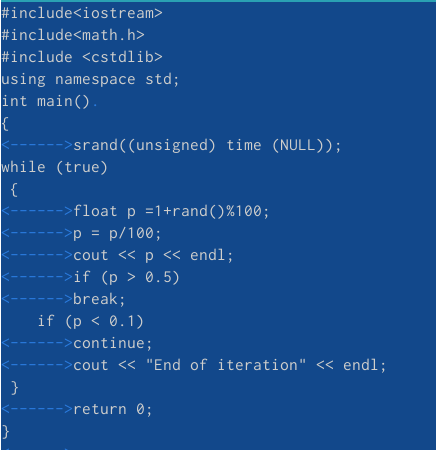 #include<iostream>
#include<math.h>
#include <cstdlib>
using namespace std;
int main().
{
<------>srand((unsigned) time (NULL));
while (true)
 {
<------>float p =1+rand()%100;
<------>p = p/100;
<------>cout << p << endl;
<------>if (p > 0.5)
<------>break;
    if (p < 0.1)
<------>continue;
<------>cout << "End of iteration" << endl;
 }
<------>return 0;
}